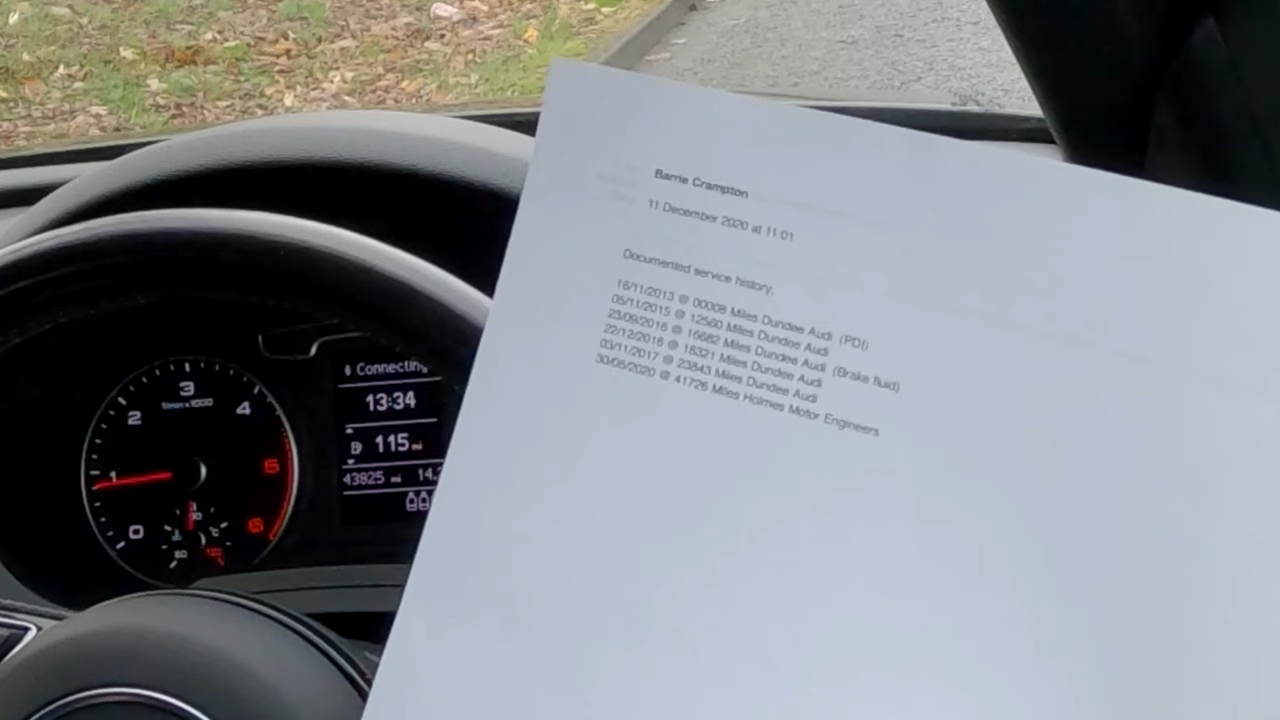 Barrie Crampton
11 December 2020 at 11:01
Documented service history,
16/11/2013 @ 00008 Miles Dundee Audi (PDI)
05/11/2015 @ 12560 Miles Dundee Audi
23/09/2016 @ 16682 Miles Dundee Audi (Brake fluid)
22/12/2016 @ 18321 Miles Dundee Audi
03/11/2017 @ 23843 Miles Dundee Audi
30/06/2020 @ 41726 Miles Holmes Motor Engineers
Connecting
13:34
115 mi
43825 mi 14.
0
1
2
3
4
5
6